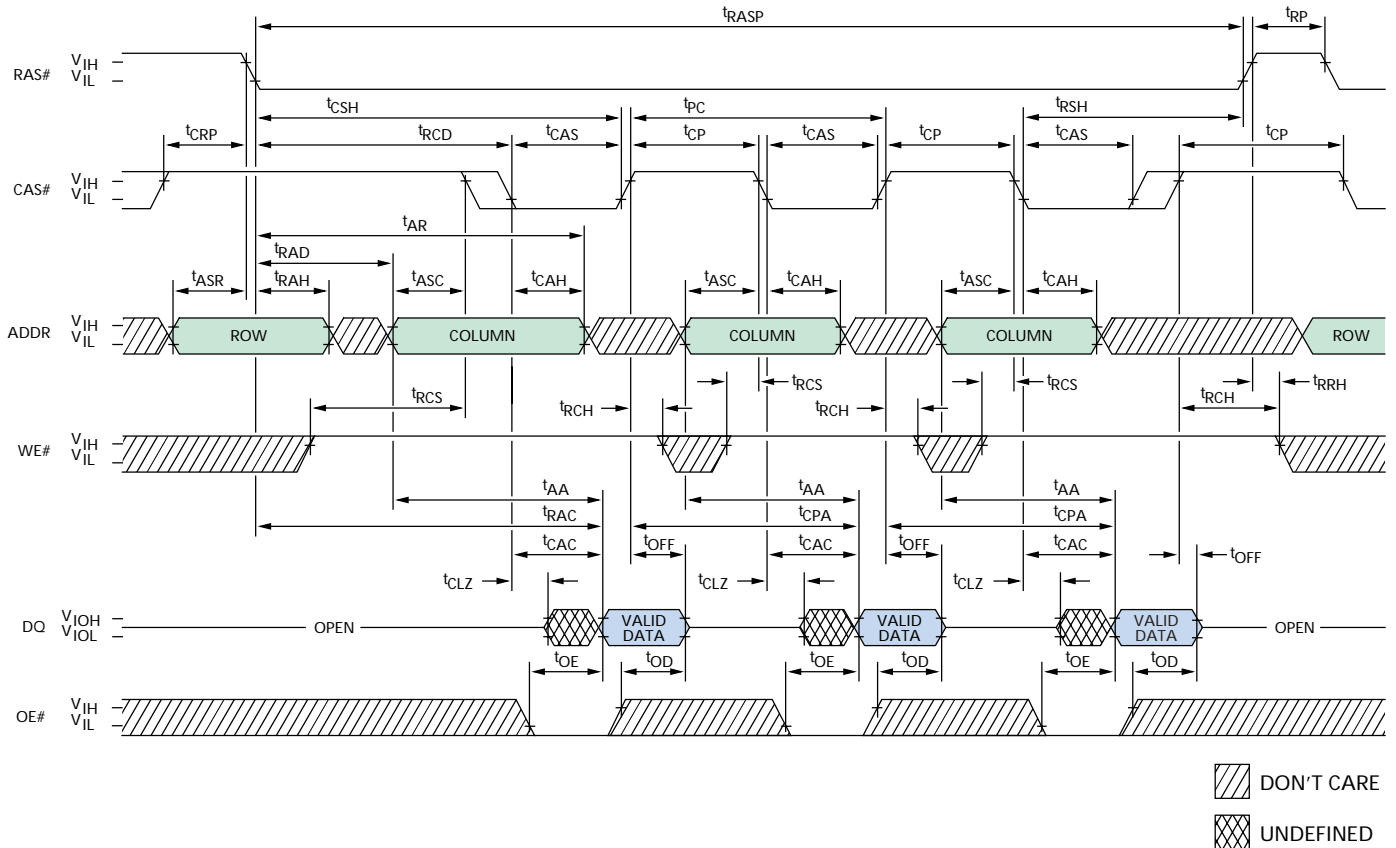 tRASP tRP
RAS# VIH
VIL
tCSH tPC tRSH
tCRP tRCD tCAS tCP tCAS tCP tCAS tCP
CAS# VIH
VIL
tAR
tRAD
tASR tRAH tASC tCAH tASC tCAH tASC tCAH
ADDR VIH
VIL
ROW COLUMN COLUMN COLUMN ROW
tRCS tRCH tRCS tRCH tRCS tRCH tRRH
WE# VIH
VIL
tAA tAA tAA
tRAC tCPA tCPA
tCAC tOFF tCAC tOFF tCAC tOFF
tCLZ tCLZ tCLZ
DQ VIOH
VIOL
OPEN VALID DATA VALID DATA VALID DATA OPEN
tOE tOD tOE tOD tOE tOD
OE# VIH
VIL
DON'T CARE
UNDEFINED